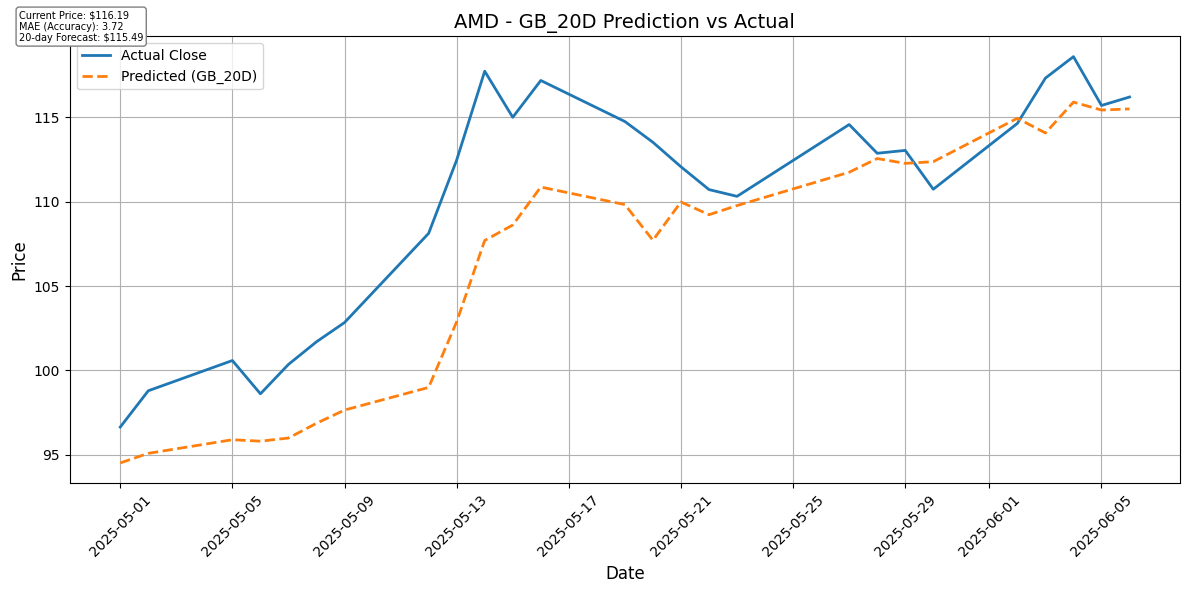 AMD - GB_20D Prediction vs Actual
Current Price: $116.19
MAE (Accuracy): 3.72
20-day Forecast: $115.49
Actual Close
Predicted (GB_20D)
Price
115
110
105
100
95
2025-05-01
2025-05-05
2025-05-09
2025-05-13
2025-05-17
2025-05-21
2025-05-25
2025-05-29
2025-06-01
2025-06-05
Date